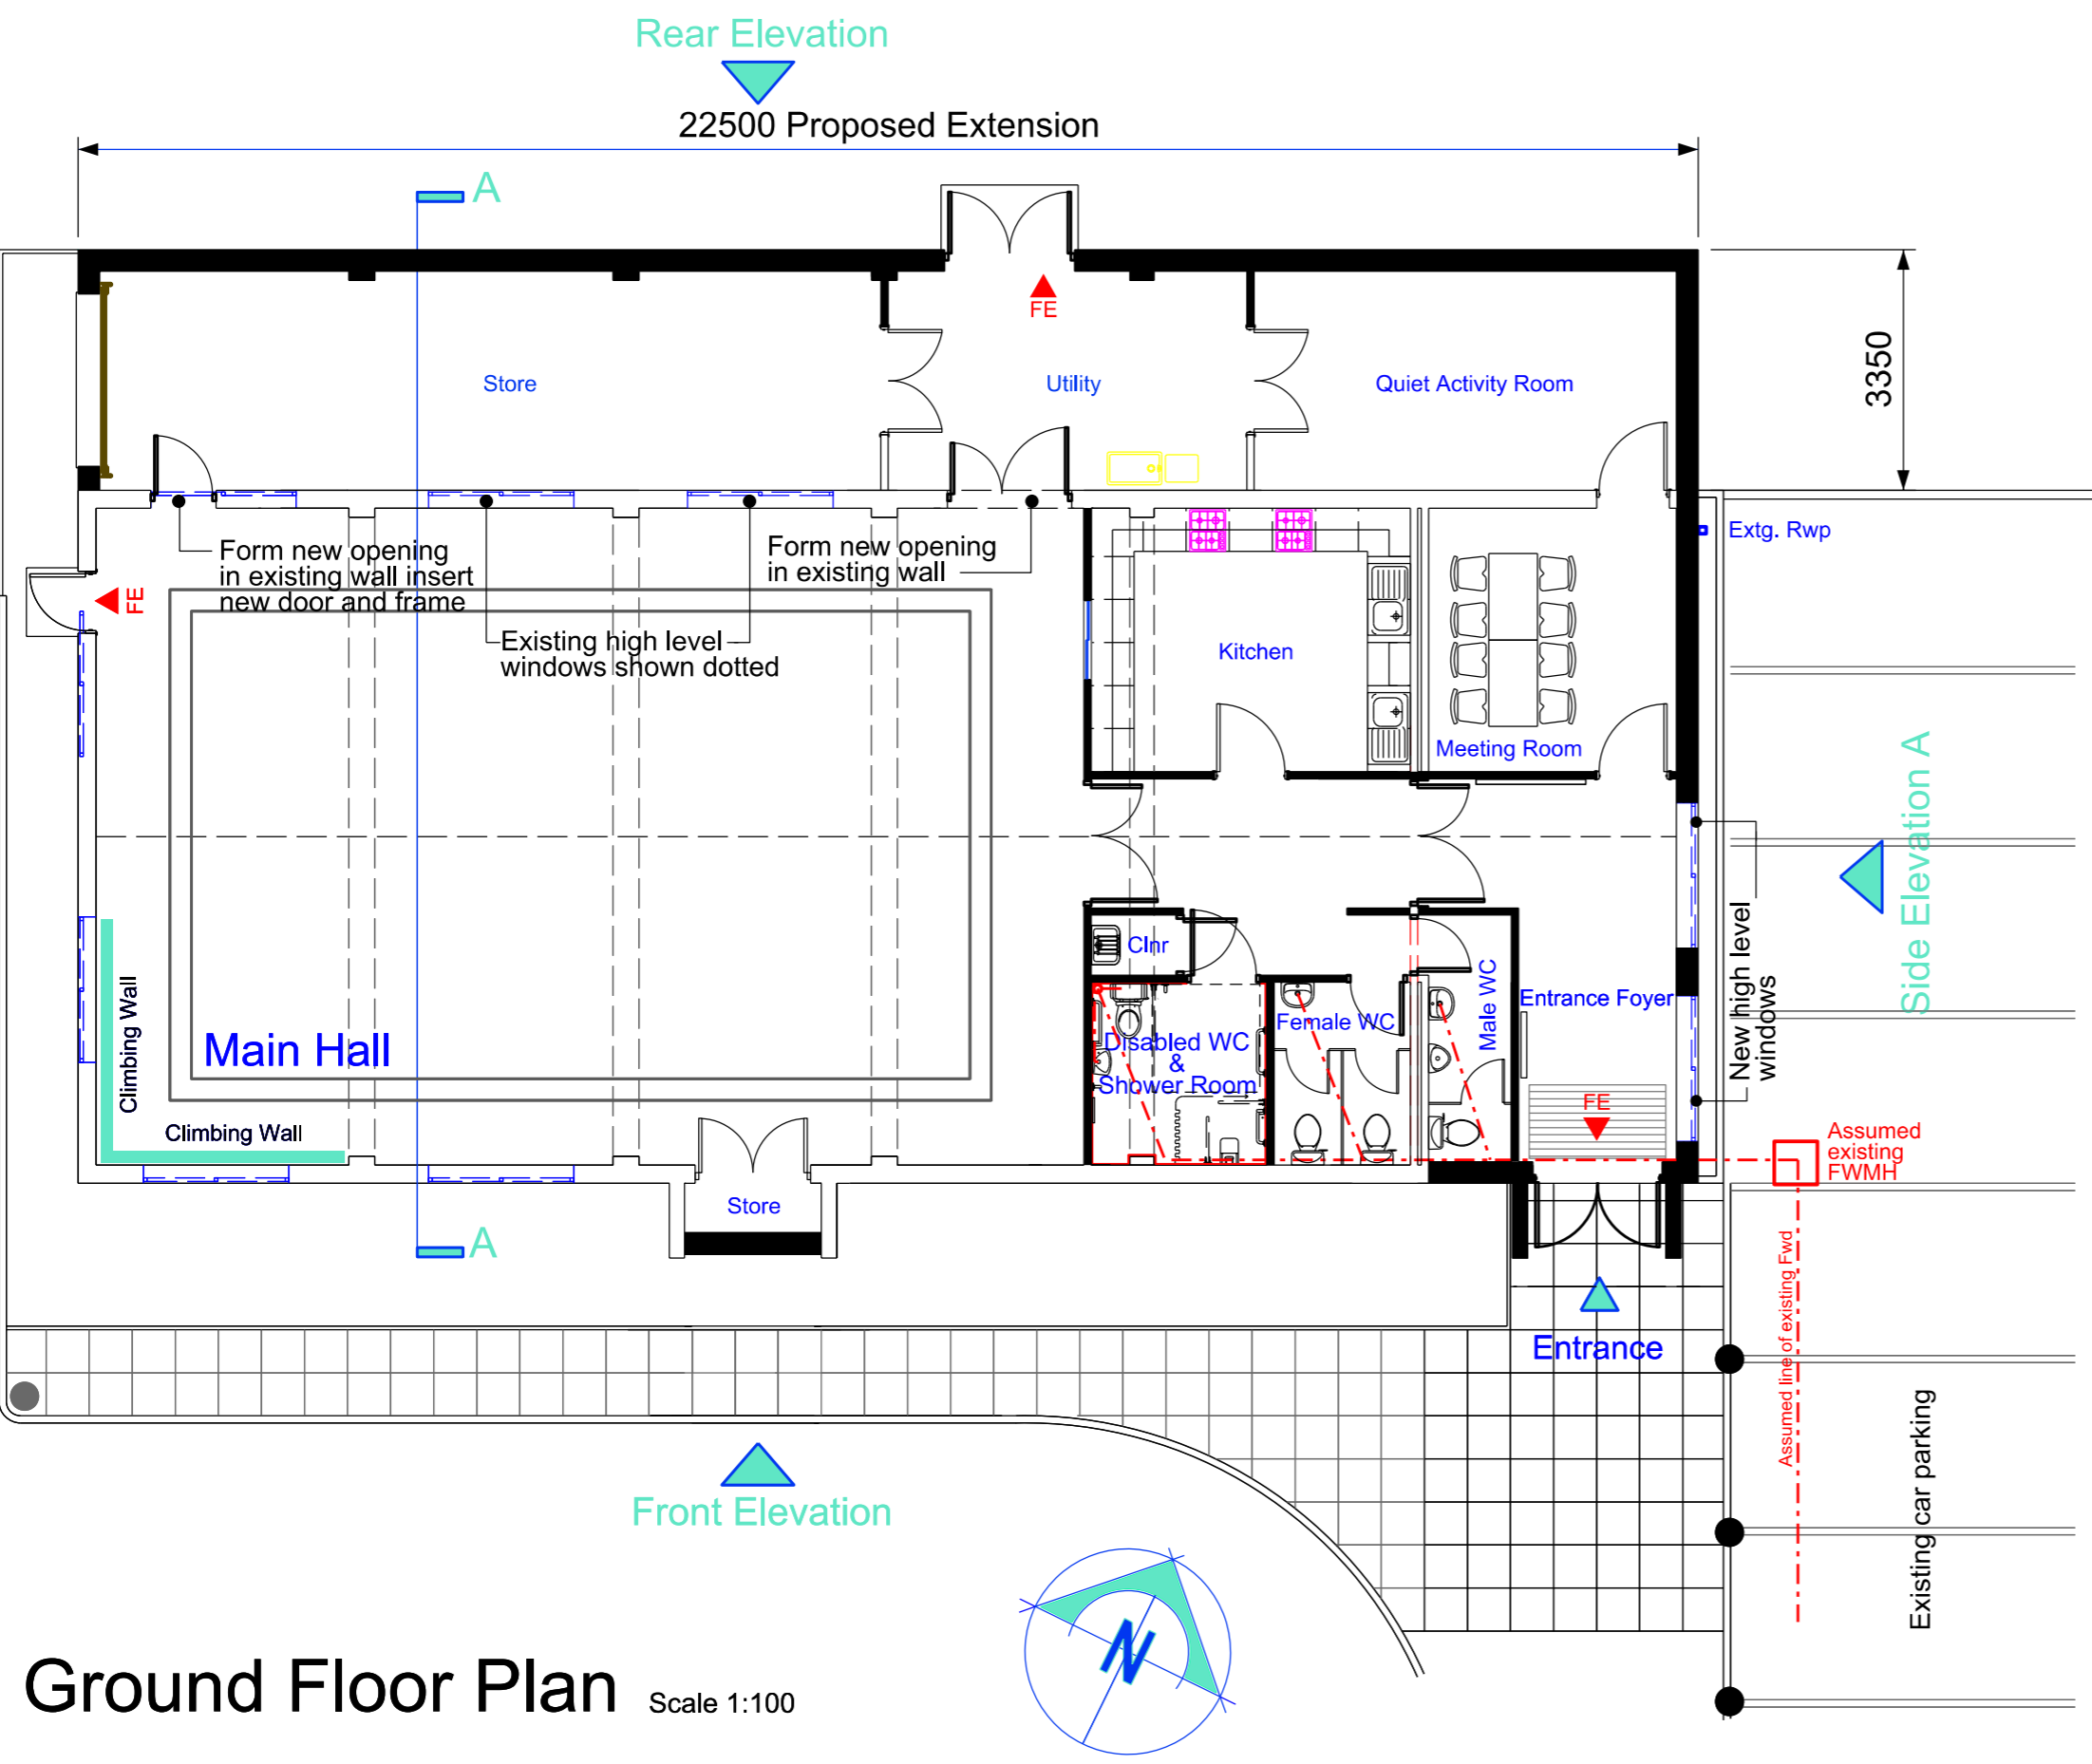 Rear Elevation
22500 Proposed Extension
A
FE
Store
Utility
Quiet Activity Room
3350
Form new opening
in existing wall insert
new door and frame
Form new opening
in existing wall
Extg. Rwp
FE
Existing high level
windows shown dotted
Kitchen
Meeting Room
Side Elevation A
Clnr
New high level
windows
Male WC
Entrance Foyer
Climbing Wall
Main Hall
Female WC
Disabled WC
&
Shower Room
Climbing Wall
FE
Assumed
existing
FWMH
Store
A
Assumed line of existing Fwd
Entrance
Existing car parking
Front Elevation
N
Ground Floor Plan
Scale 1:100